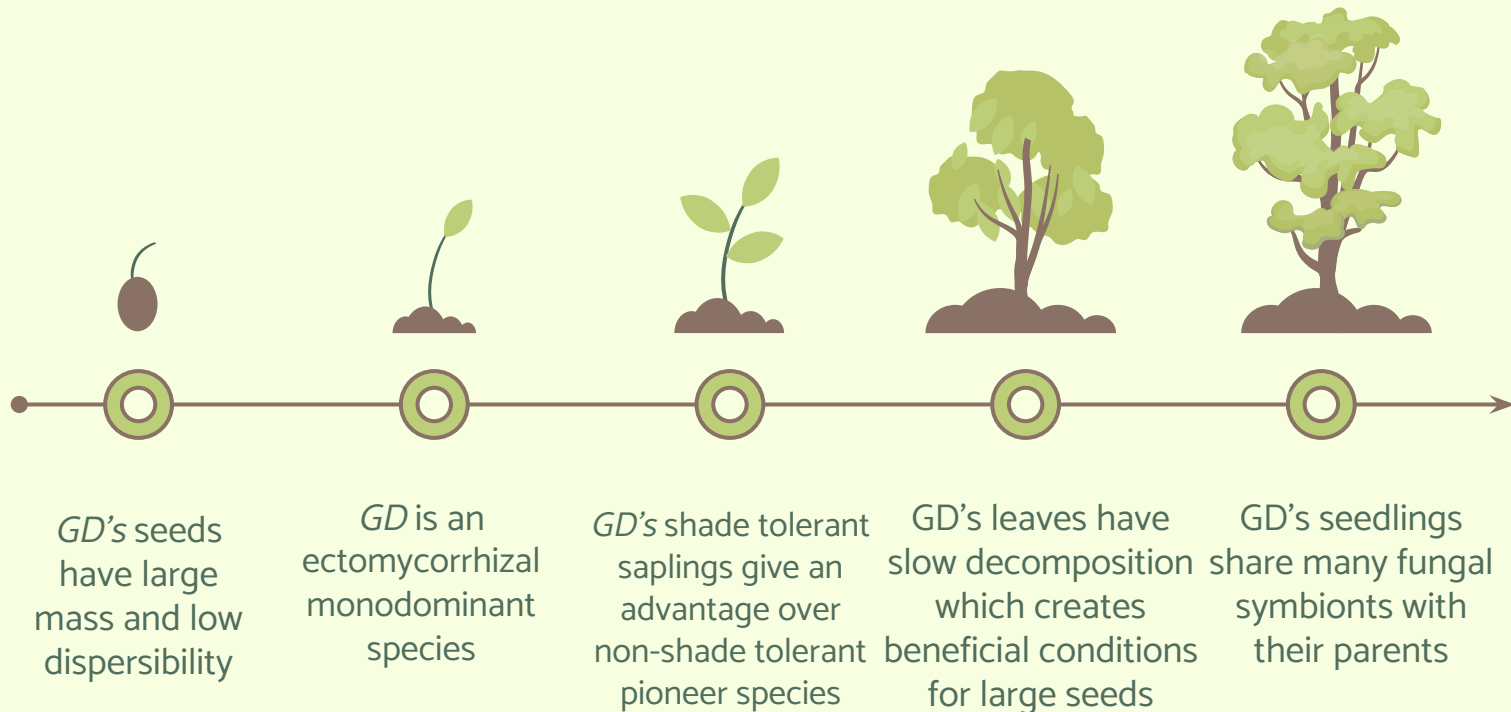 GD's seeds
have large
mass and low
dispersibility
GD is an
ectomycorrhizal
monodominant
species
GD's shade tolerant
saplings give an
advantage over
non-shade tolerant
pioneer species
GD's leaves have
slow decomposition
which creates
beneficial conditions
for large seeds
GD's seedlings
share many fungal
symbionts with
their parents